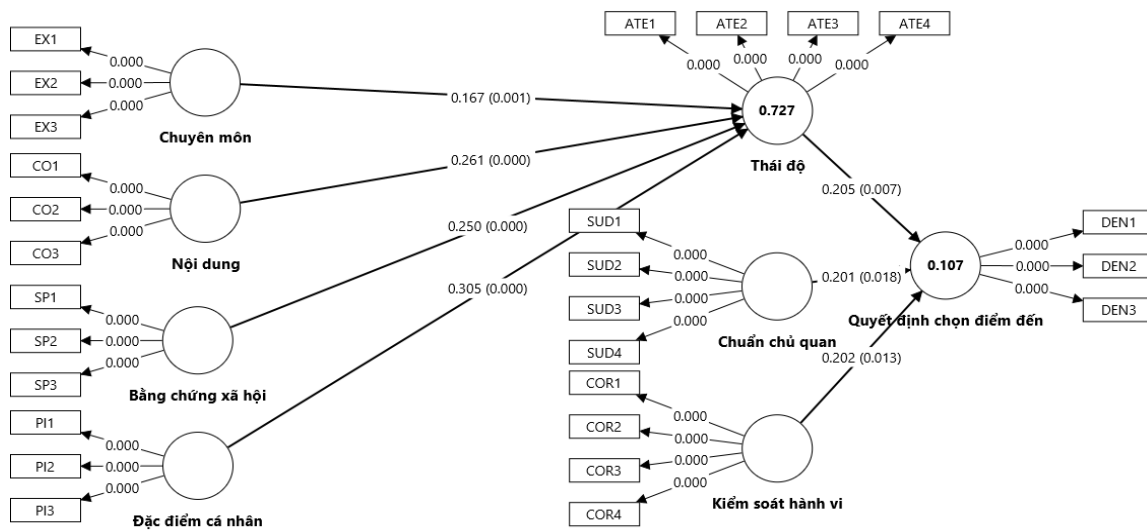 EX1
0.000
EX2
0.000
EX3
0.000
Chuyên môn
CO1
0.000
CO2
0.000
CO3
0.000
Nội dung
SP1
0.000
SP2
0.000
SP3
0.000
Bằng chứng xã hội
PI1
0.000
PI2
0.000
PI3
0.000
Đặc điểm cá nhân
0.167 (0.001)
0.261 (0.000)
0.250 (0.000)
0.305 (0.000)
ATE1
ATE2
ATE3
ATE4
0.000
0.000
0.000
0.000
0.727
Thái độ
0.205 (0.007)
SUD1
0.000
SUD2
0.000
SUD3
0.000
SUD4
0.000
Chuẩn chủ quan
0.201 (0.018)
COR1
0.000
COR2
0.000
COR3
0.000
COR4
0.000
Kiểm soát hành vi
0.202 (0.013)
0.107
Quyết định chọn điểm đến
DEN1
0.000
DEN2
0.000
DEN3
0.000